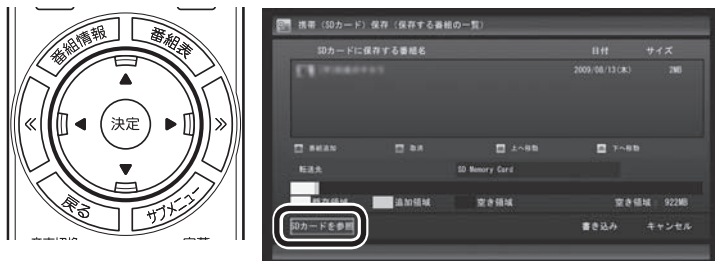 番組情報
番組表
決定
戻る
サブメニュー
携帯（SDカード）保存（保存する番組の一覧）
SDカードに保存する番組名 日付 サイズ
2009/08/13(木) 2MB
番組追加 取消 上へ移動 下へ移動
転送先 SD Memory Card
既存領域 追加領域 空き領域 空き領域: 922MB
SDカードを参照 書き込み キャンセル